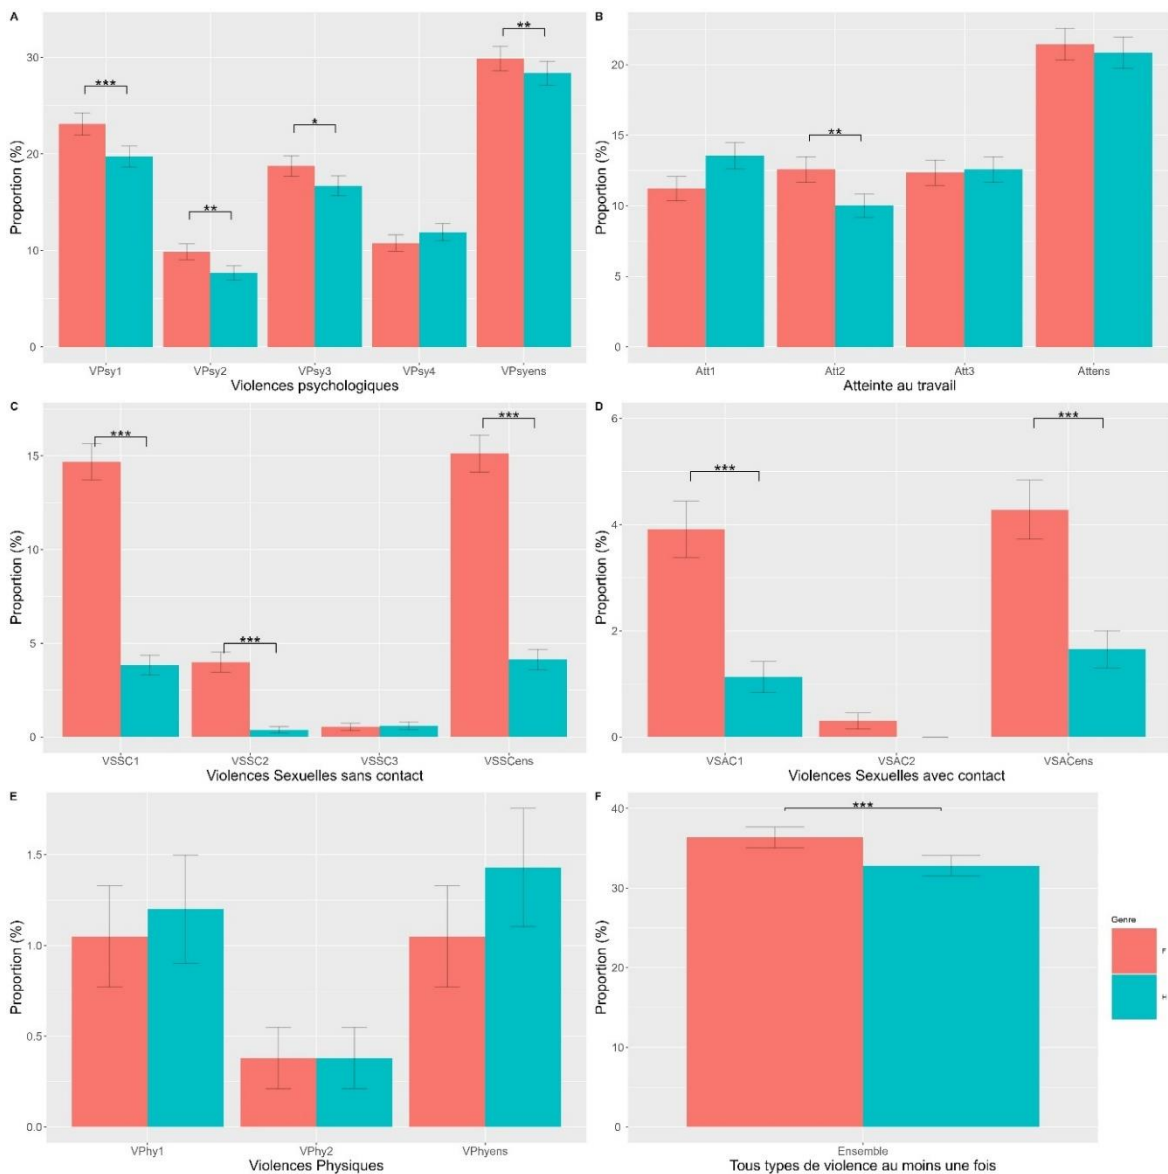 A
Proportion (%)
30
20
10
0
***
**
*
**
VPsy1 VPsy2 VPsy3 VPsy4 VPsyens
Violences psychologiques
B
Proportion (%)
20
15
10
5
0
**
Att1 Att2 Att3 Attens
Atteinte au travail
C
Proportion (%)
15
10
5
0
***
***
***
VSSC1 VSSC2 VSSC3 VSSCens
Violences Sexuelles sans contact
D
Proportion (%)
6
4
2
0
***
***
VSAC1 VSAC2 VSACens
Violences Sexuelles avec contact
E
Proportion (%)
1.5
1.0
0.5
0.0
VPhy1 VPhy2 VPhyens
Violences Physiques
F
Proportion (%)
40
30
20
10
0
***
Ensemble
Tous types de violence au moins une fois
Genre
F